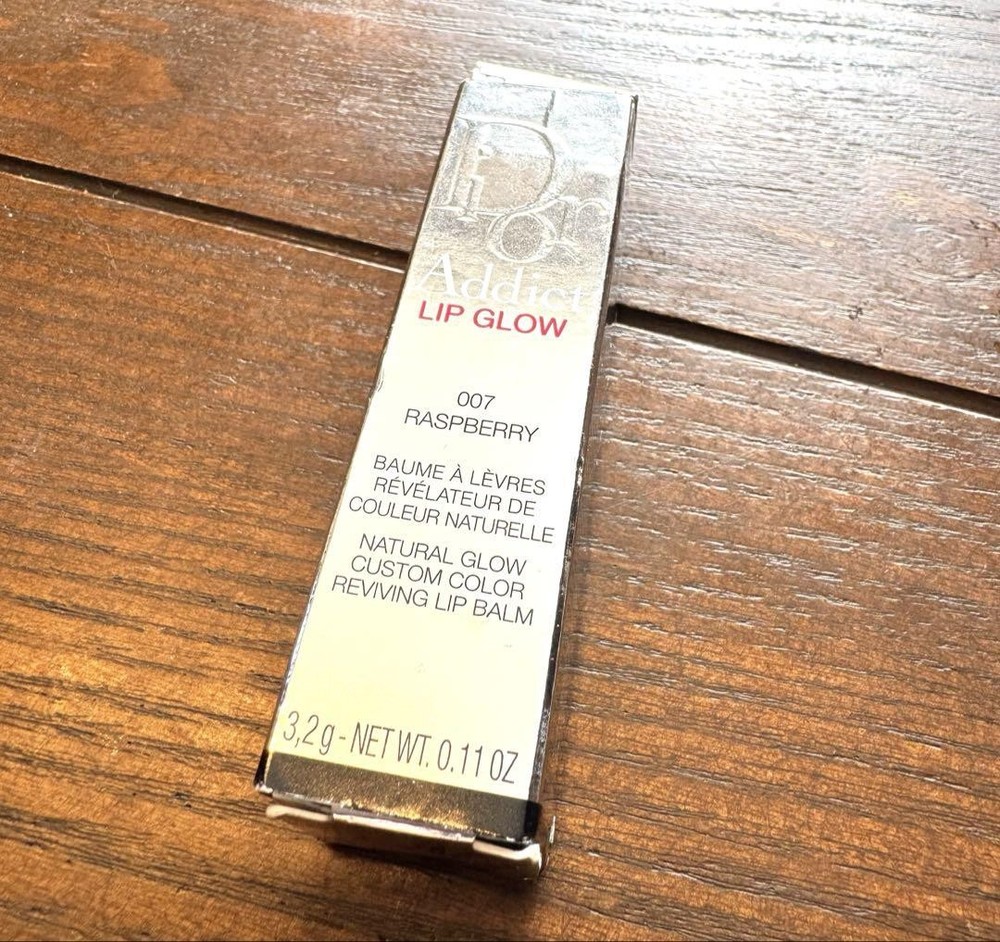 Dior
Addict
LIP GLOW
007
RASPBERRY
BAUME À LÈVRES
RÉVÉLATEUR DE
COULEUR NATURELLE
NATURAL GLOW
CUSTOM COLOR
REVIVING LIP BALM
3,2 g - NET WT. 0.11 OZ